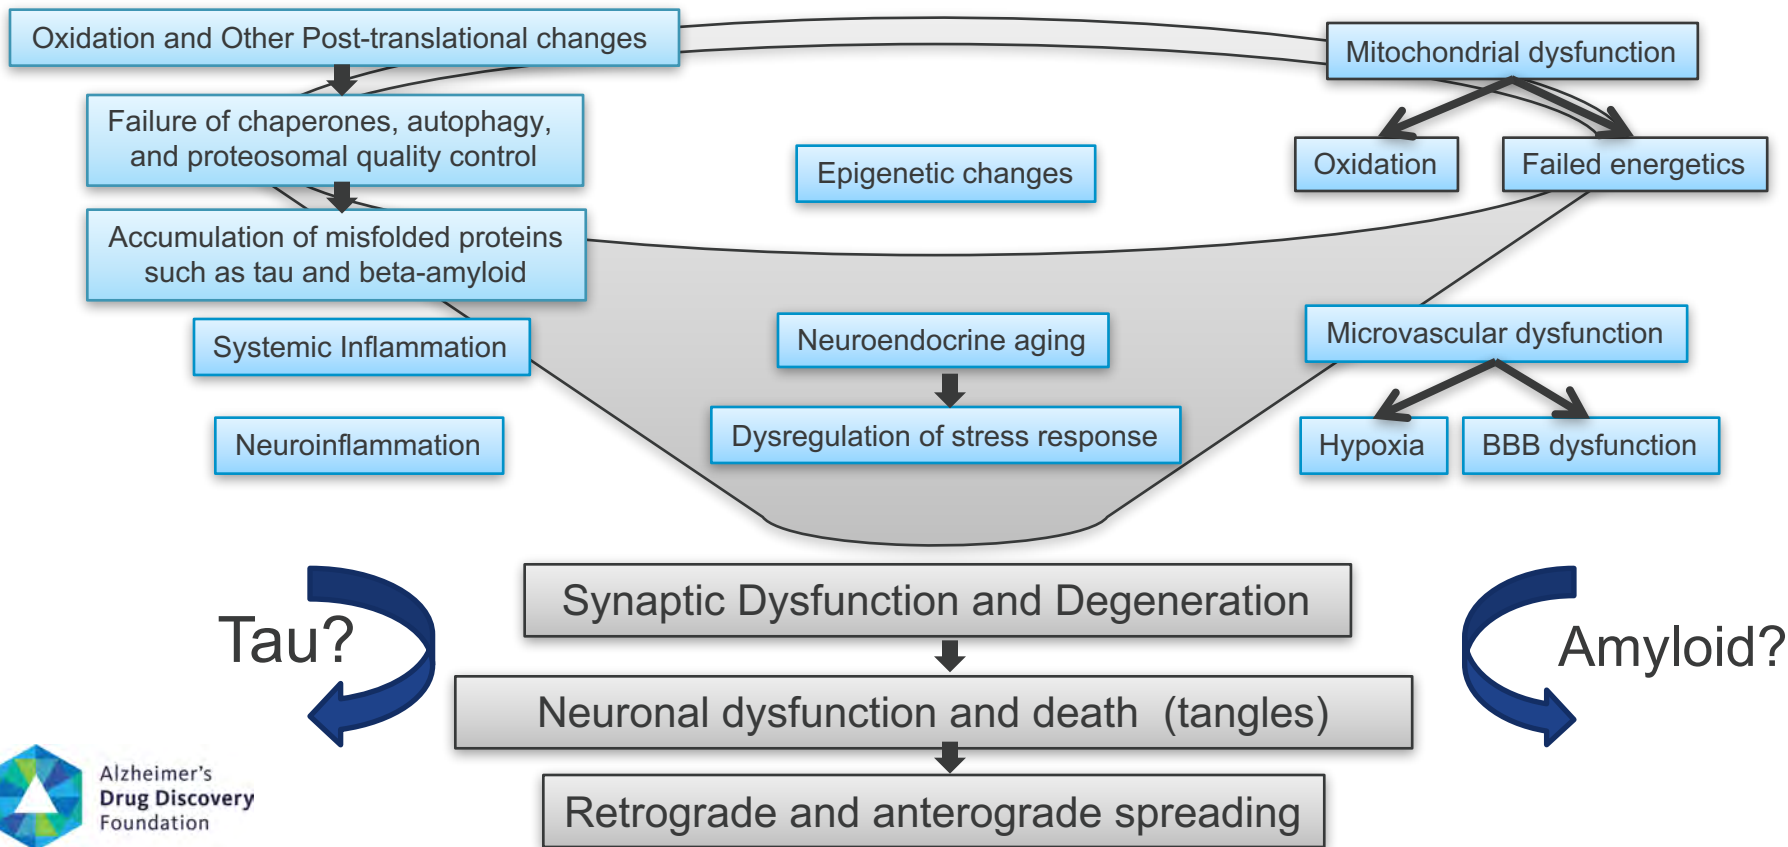 Oxidation and Other Post-translational changes
Failure of chaperones, autophagy,
and proteosomal quality control
Accumulation of misfolded proteins
such as tau and beta-amyloid
Systemic Inflammation
Neuroinflammation
Epigenetic changes
Neuroendocrine aging
Dysregulation of stress response
Mitochondrial dysfunction
Oxidation
Failed energetics
Microvascular dysfunction
Hypoxia
BBB dysfunction
Tau?
Amyloid?
Synaptic Dysfunction and Degeneration
Neuronal dysfunction and death (tangles)
Retrograde and anterograde spreading
Alzheimer's
Drug Discovery
Foundation